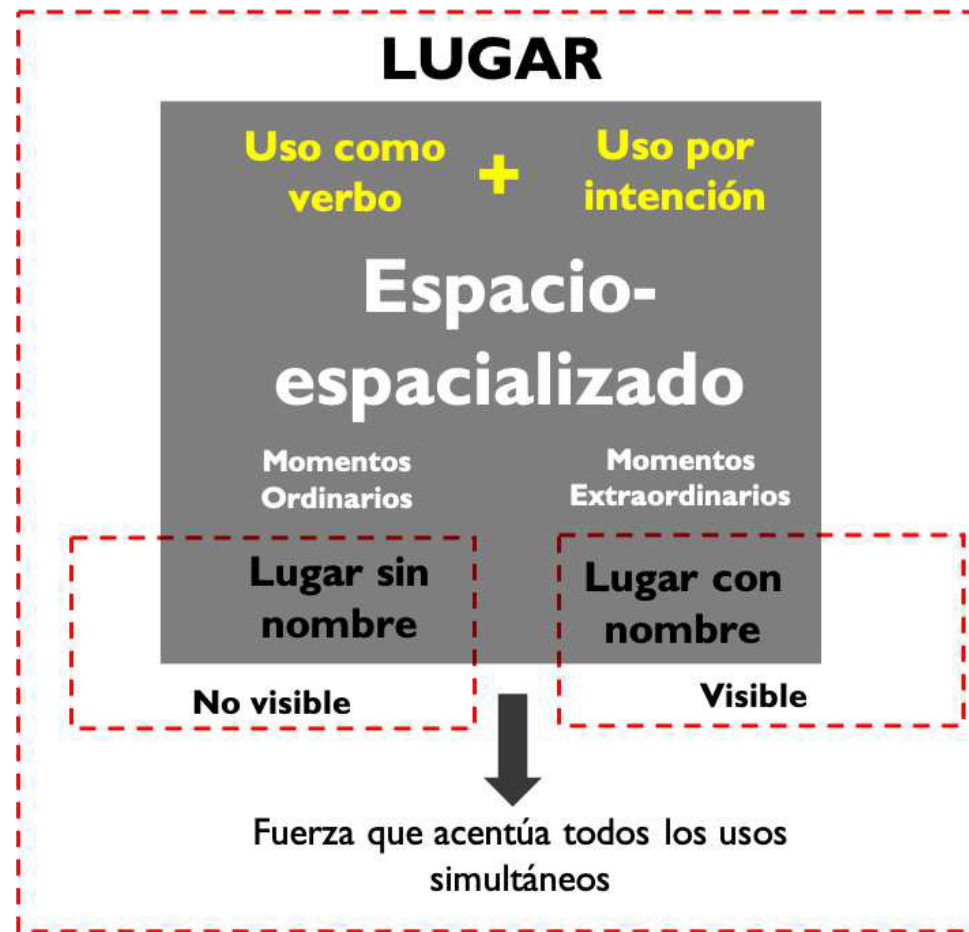 LUGAR
Uso como
verbo
+
Uso por
intención
Espacio-
espacializado
Momentos
Ordinarios
Momentos
Extraordinarios
Lugar sin
nombre
Lugar con
nombre
No visible
Visible
Fuerza que acentúa todos los usos
simultáneos